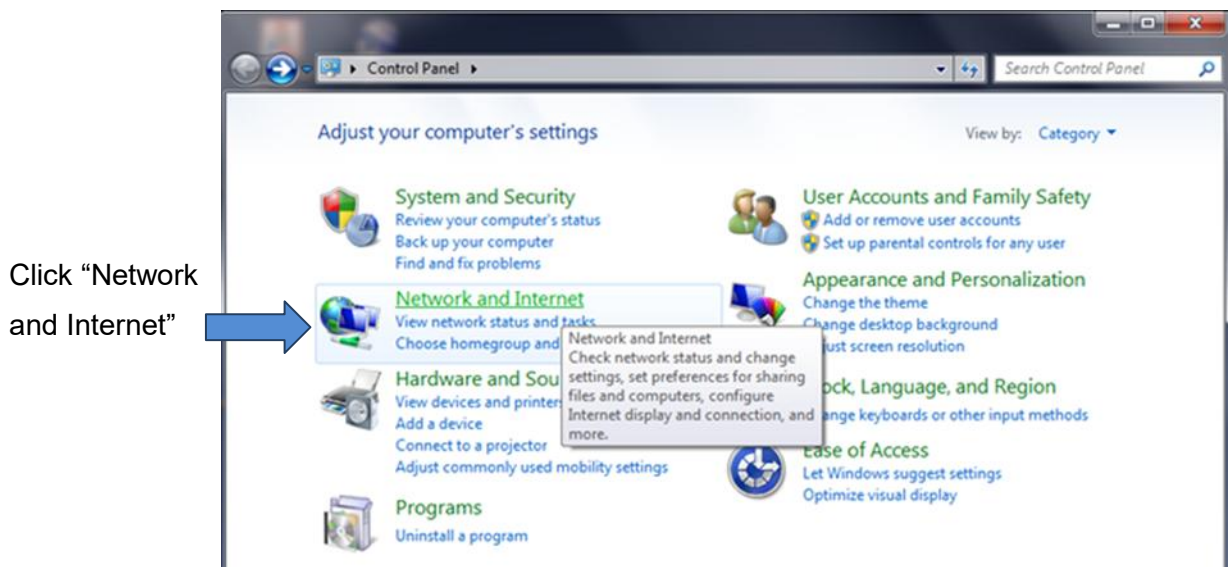 Control Panel
Search Control Panel
Adjust your computer's settings
View by: Category
System and Security
Review your computer's status
Back up your computer
Find and fix problems
Click “Network
and Internet”
Network and Internet
View network status and tasks
Choose homegroup and
Network and Internet
Check network status and change
settings, set preferences for sharing
files and computers, configure
Internet display and connection, and
more.
Hardware and Sou
View devices and printer
Add a device
Connect to a projector
Adjust commonly used mobility settings
Programs
Uninstall a program
User Accounts and Family Safety
Add or remove user accounts
Set up parental controls for any user
Appearance and Personalization
Change the theme
Change desktop background
just screen resolution
ock, Language, and Region
ange keyboards or other input methods
Ease of Access
Let Windows suggest settings
Optimize visual display